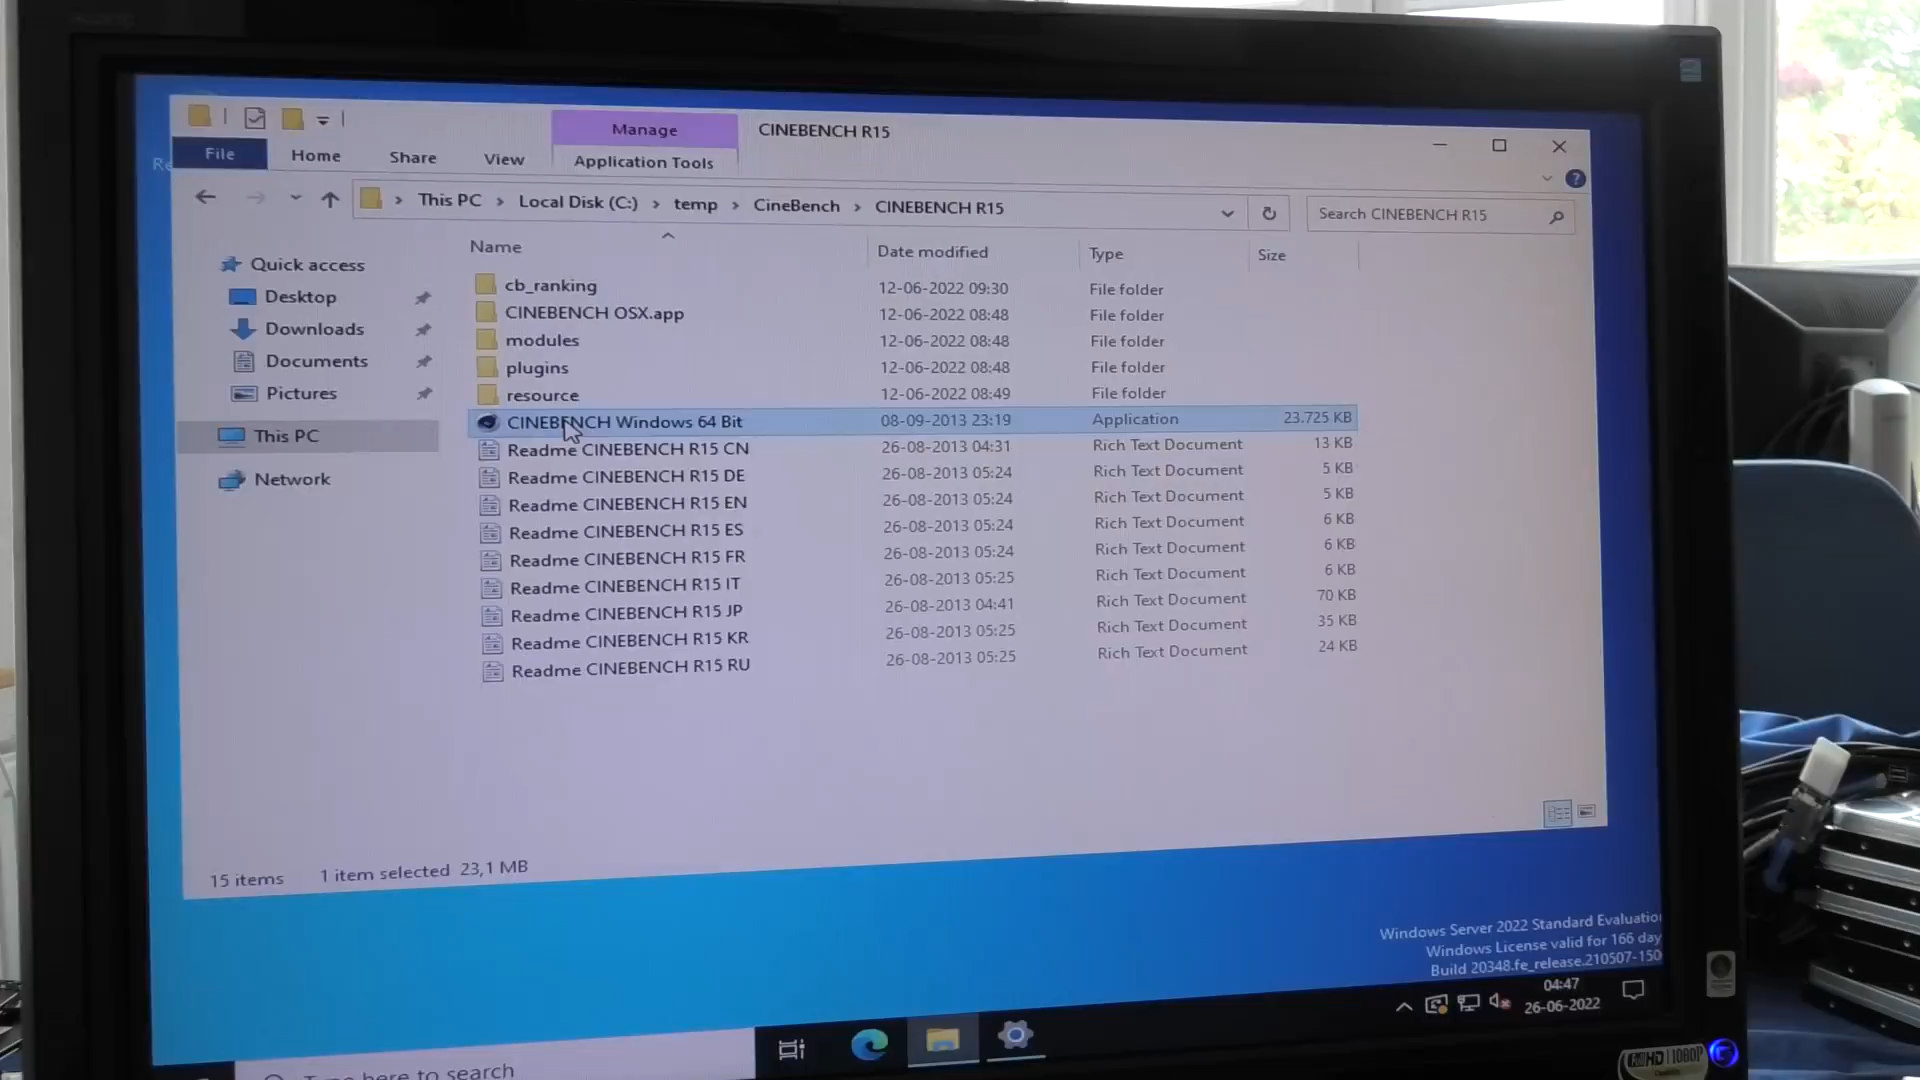 Manage
CINEBENCH R15
File
Home
Share
View
Application Tools
This PC > Local Disk (C:) > temp > CineBench > CINEBENCH R15
Search CINEBENCH R15
Name
Date modified
Type
Size
Quick access
Desktop
Downloads
Documents
Pictures
This PC
Network
cb_ranking 12-06-2022 09:30 File folder
CINEBENCH OSX.app 12-06-2022 08:48 File folder
modules 12-06-2022 08:48 File folder
plugins 12-06-2022 08:48 File folder
resource 12-06-2022 08:49 File folder
CINEBENCH Windows 64 Bit 08-09-2013 23:19 Application 23.725 KB
Readme CINEBENCH R15 CN 26-08-2013 04:31 Rich Text Document 13 KB
Readme CINEBENCH R15 DE 26-08-2013 05:24 Rich Text Document 5 KB
Readme CINEBENCH R15 EN 26-08-2013 05:24 Rich Text Document 5 KB
Readme CINEBENCH R15 ES 26-08-2013 05:24 Rich Text Document 6 KB
Readme CINEBENCH R15 FR 26-08-2013 05:24 Rich Text Document 6 KB
Readme CINEBENCH R15 IT 26-08-2013 05:25 Rich Text Document 6 KB
Readme CINEBENCH R15 JP 26-08-2013 04:41 Rich Text Document 70 KB
Readme CINEBENCH R15 KR 26-08-2013 05:25 Rich Text Document 35 KB
Readme CINEBENCH R15 RU 26-08-2013 05:25 Rich Text Document 24 KB
15 items 1 item selected 23,1 MB
Windows Server 2022 Standard Evaluatio
Windows License valid for 166 day
Build 20348.fe_release.210507-150
04:47
26-06-2022
here to search
Full HD 1080P